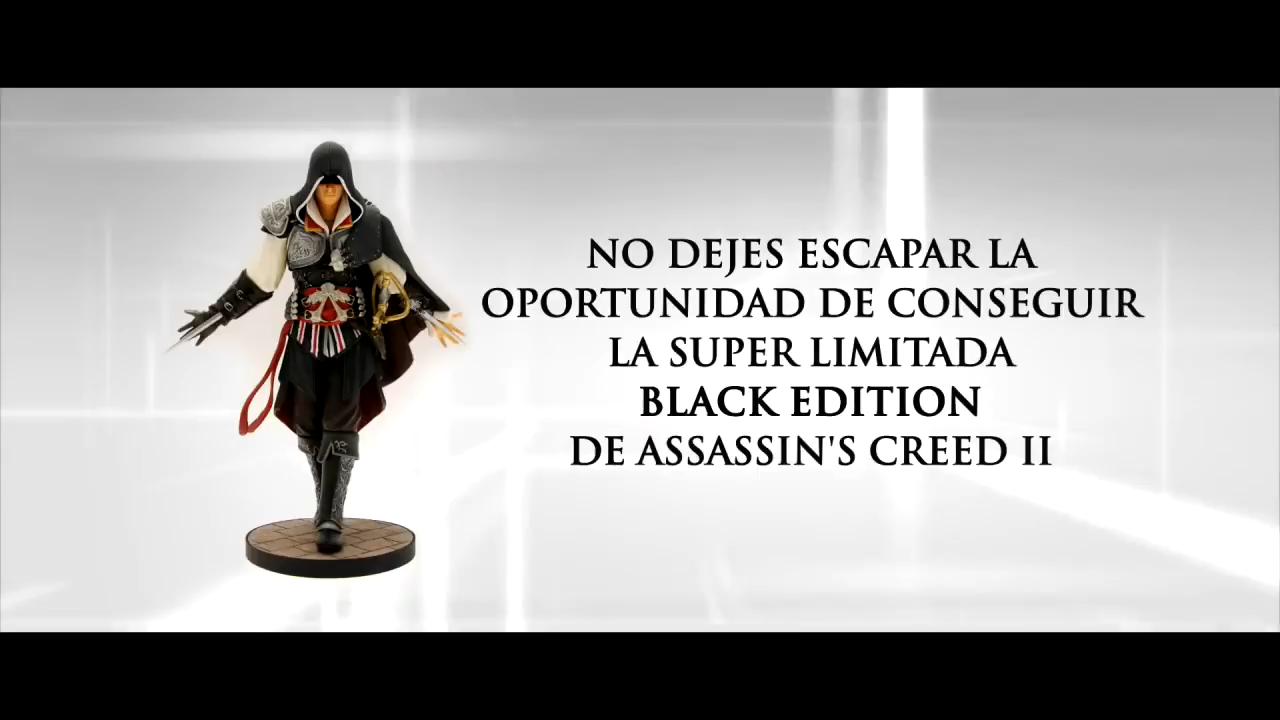 NO DEJES ESCAPAR LA
OPORTUNIDAD DE CONSEGUIR
LA SUPER LIMITADA
BLACK EDITION
DE ASSASSIN'S CREED II